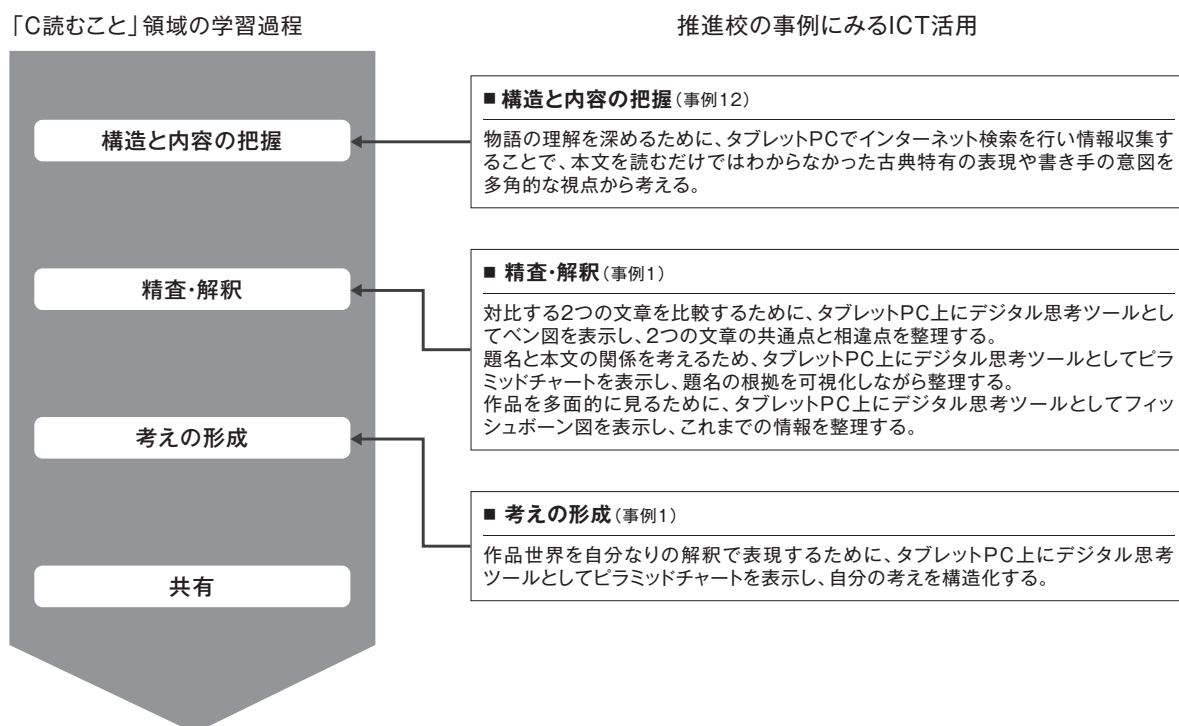 「C読むこと」領域の学習過程
推進校の事例にみるICT活用
構造と内容の把握
■ 構造と内容の把握(事例12)
物語の理解を深めるために、タブレットPCでインターネット検索を行い情報収集す
ることで、本文を読むだけではわからなかった古典特有の表現や書き手の意図を
多角的な視点から考える。
精査・解釈
■ 精査・解釈(事例1)
対比する2つの文章を比較するために、タブレットPC上にデジタル思考ツールとし
てベン図を表示し、2つの文章の共通点と相違点を整理する。
題名と本文の関係を考えるため、タブレットPC上にデジタル思考ツールとしてピラ
ミッドチャートを表示し、題名の根拠を可視化しながら整理する。
作品を多面的に見るために、タブレットPC上にデジタル思考ツールとしてフィッ
シュボーン図を表示し、これまでの情報を整理する。
考えの形成
■ 考えの形成(事例1)
作品世界を自分なりの解釈で表現するために、タブレットPC上にデジタル思考
ツールとしてピラミッドチャートを表示し、自分の考えを構造化する。
共有